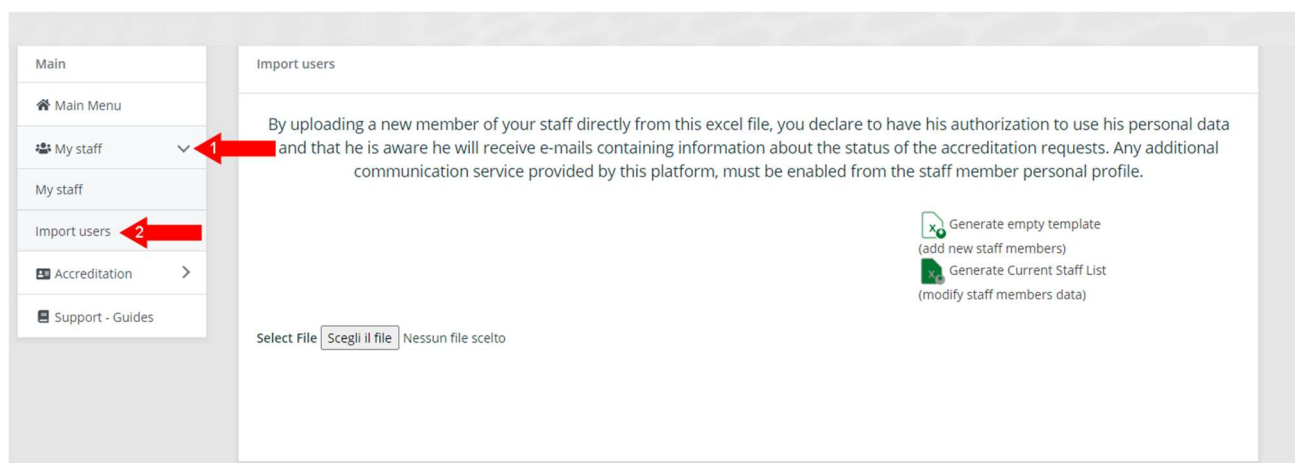 Main
Main Menu
My staff
1
My staff
Import users
2
Accreditation
Support - Guides
Import users
By uploading a new member of your staff directly from this excel file, you declare to have his authorization to use his personal data
and that he is aware he will receive e-mails containing information about the status of the accreditation requests. Any additional
communication service provided by this platform, must be enabled from the staff member personal profile.
Generate empty template
(add new staff members)
Generate Current Staff List
(modify staff members data)
Select File Scegli il file Nessun file scelto